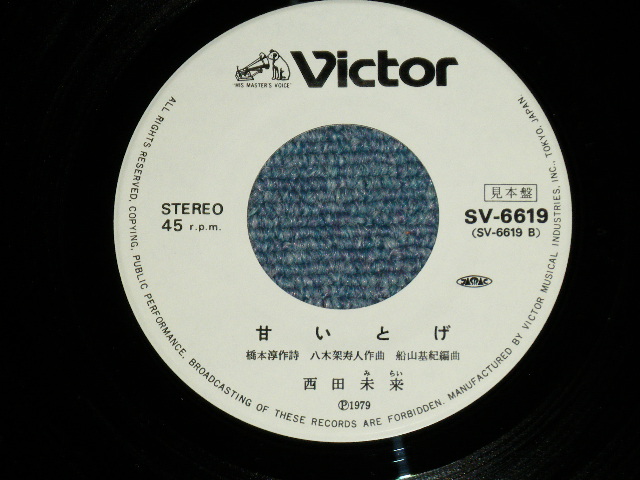 Victor
"HIS MASTER'S VOICE"
見本盤
STEREO
45 r.p.m.
SV-6619
(SV-6619 B)
JASRAC
甘いとげ
橋本淳作詩 八木架寿人作曲 船山基紀編曲
み らい
西田未来
Ⓟ1979
ALL RIGHTS RESERVED, COPYING, PUBLIC PERFORMANCE, BROADCASTING OF THESE RECORDS ARE FORBIDDEN. MANUFACTURED BY VICTOR MUSICAL INDUSTRIES, INC., TOKYO, JAPAN.